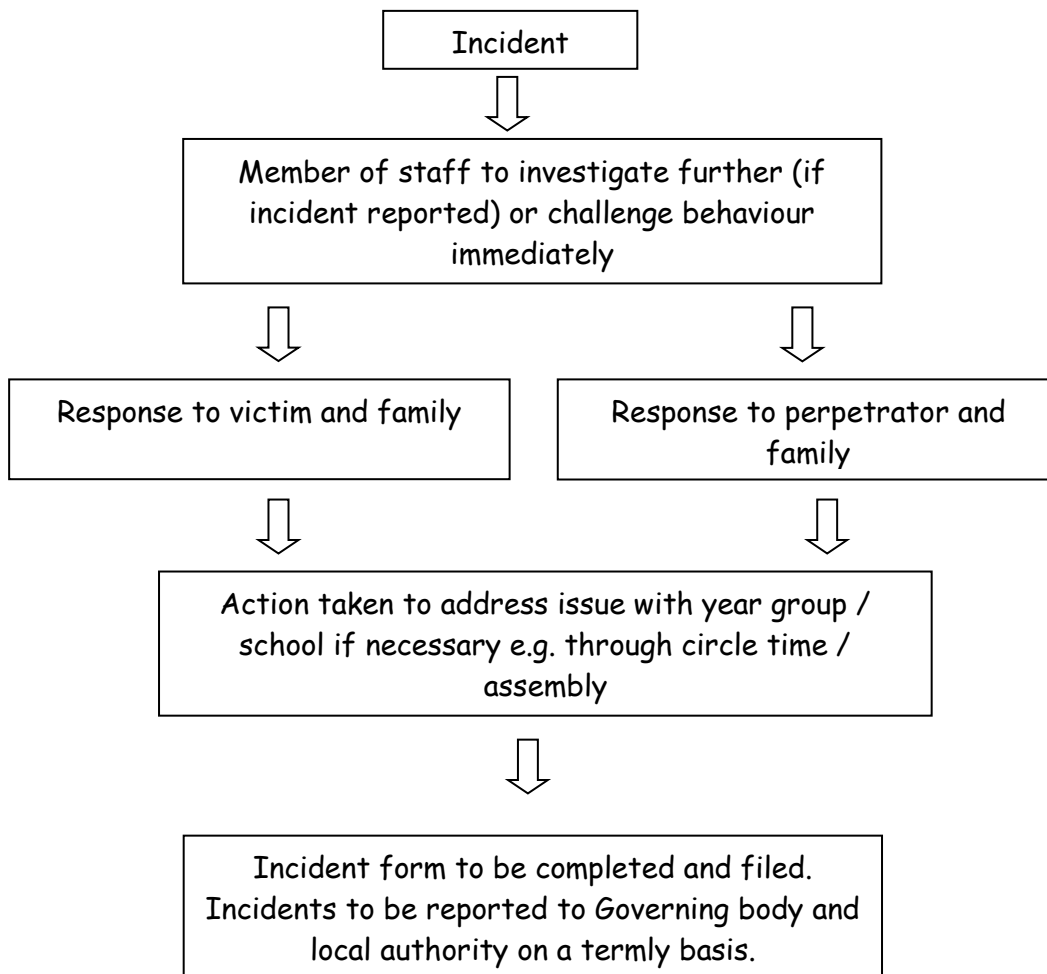 Incident
Member of staff to investigate further (if
incident reported) or challenge behaviour
immediately
Response to victim and family
Response to perpetrator and
family
Action taken to address issue with year group /
school if necessary e.g. through circle time /
assembly
Incident form to be completed and filed.
Incidents to be reported to Governing body and
local authority on a termly basis.